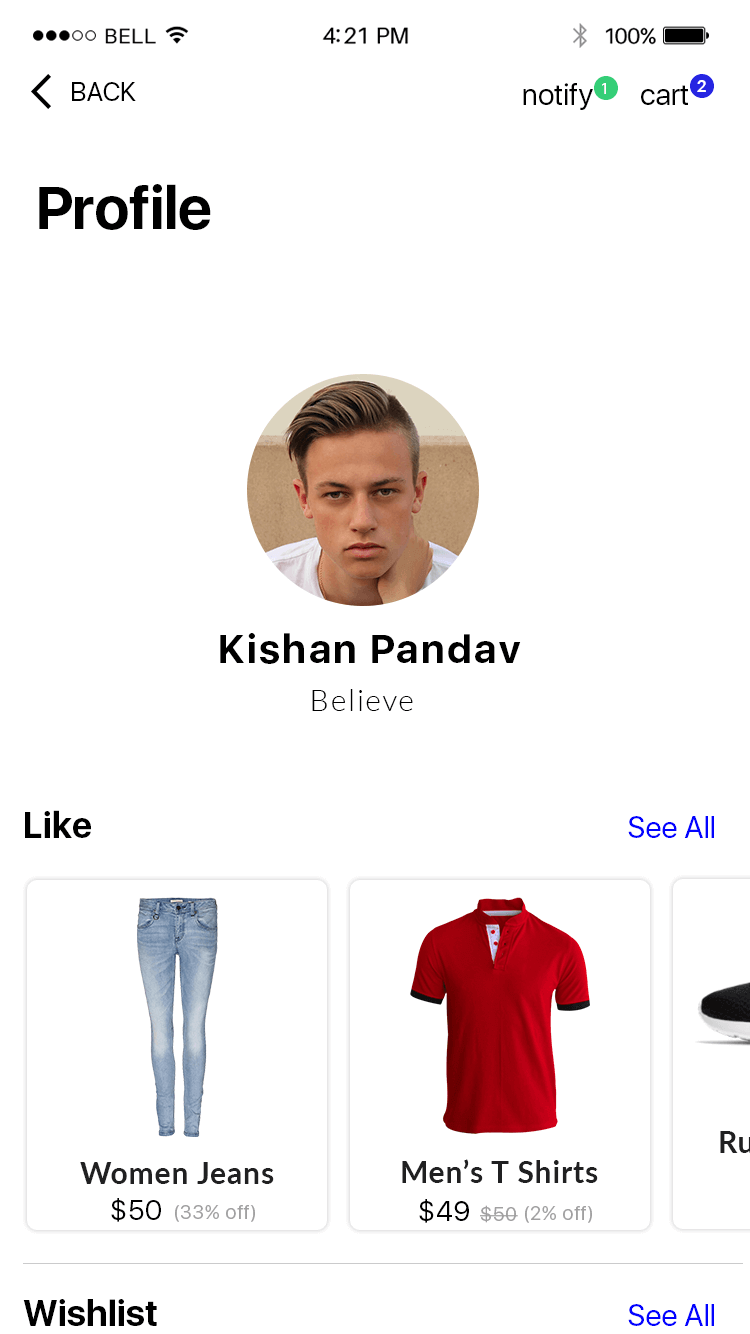 BELL 4:21 PM 100%
BACK notify 1 cart 2
Profile
Kishan Pandav
Believe
Like See All
Women Jeans
$50 (33% off)
Men’s T Shirts
$49 $50 (2% off)
Ru
Wishlist See All